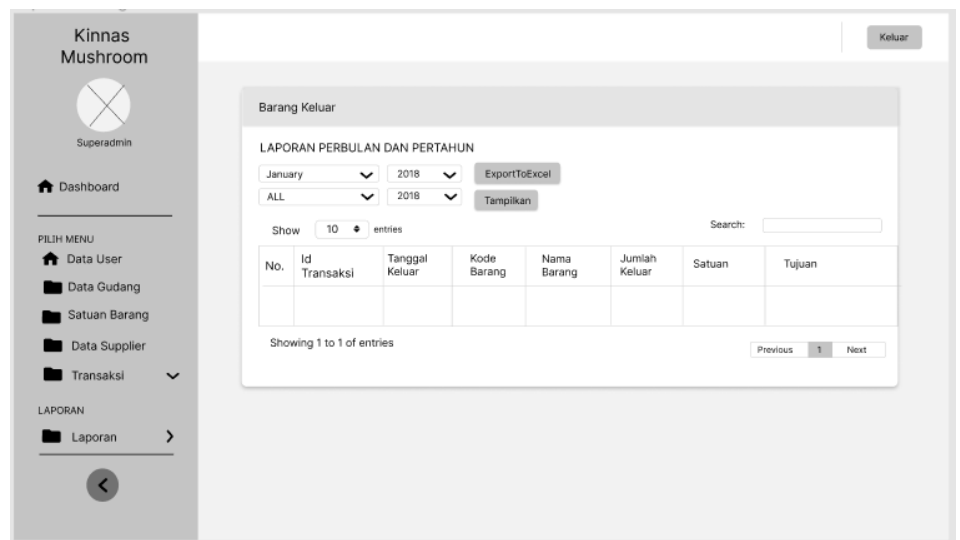 Kinnas
Mushroom
Superadmin
Dashboard
PILIH MENU
Data User
Data Gudang
Satuan Barang
Data Supplier
Transaksi
LAPORAN
Laporan
Keluar
Barang Keluar
LAPORAN PERBULAN DAN PERTAHUN
January 2018 ExportToExcel
ALL 2018 Tampilkan
Show 10 entries Search:
No. Id Transaksi Tanggal Keluar Kode Barang Nama Barang Jumlah Keluar Satuan Tujuan
Showing 1 to 1 of entries
Previous 1 Next